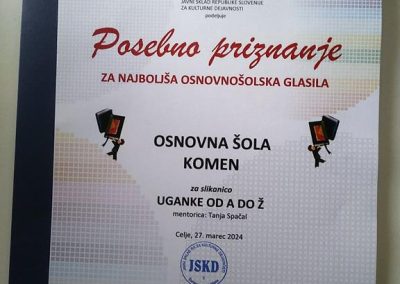 JAVNI SKLAD REPUBLIKE SLOVENIJE
ZA KULTURNE DEJAVNOSTI
podeljuje
Posebno priznanje
ZA NAJBOLJŠA OSNOVNOŠOLSKA GLASILA
OSNOVNA ŠOLA
KOMEN
za slikanica
UGANKE OD A DO Ž
mentorica: Tanja Spačal
Celje, 27. marec 2024
JSKD